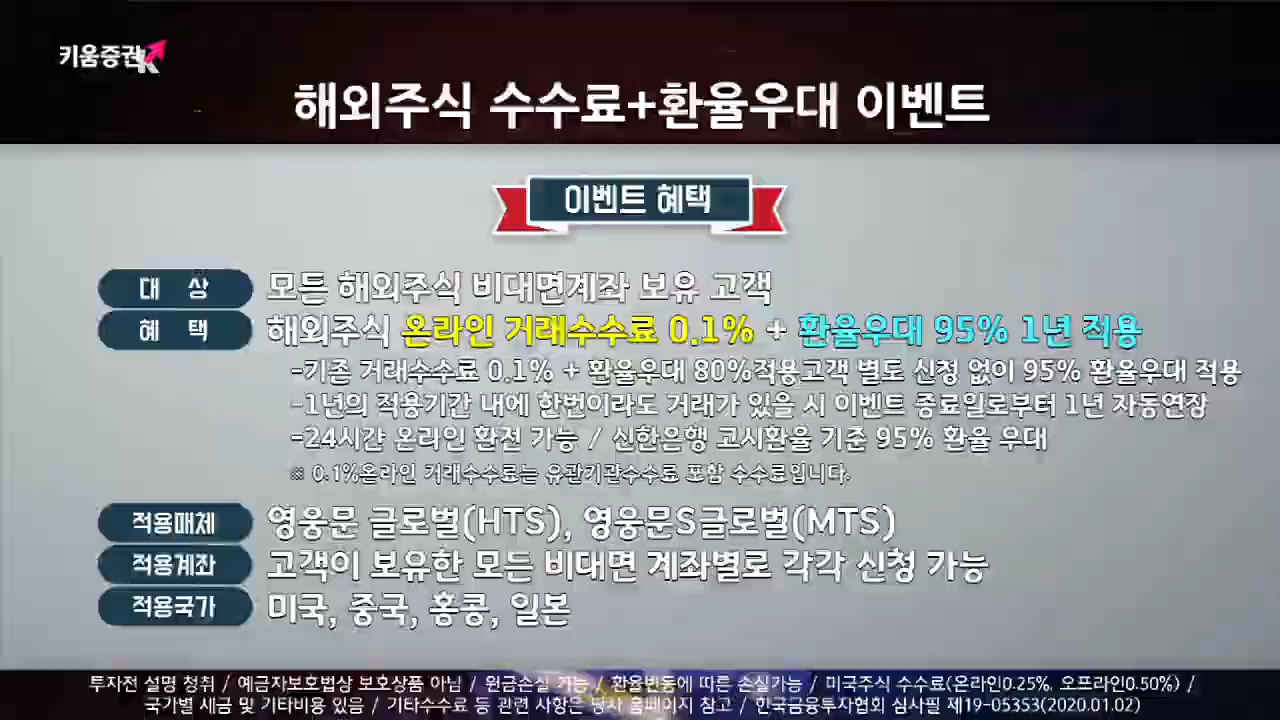 키움증권
해외주식 수수료+환율우대 이벤트
이벤트 혜택
대 상 모든 해외주식 비대면계좌 보유 고객
혜 택 해외주식 온라인 거래수수료 0.1% + 환율우대 95% 1년 적용
-기존 거래수수료 0.1% + 환율우대 80%적용고객 별도 신청 없이 95% 환율우대 적용
-1년의 적용기간 내에 한번이라도 거래가 있을 시 이벤트 종료일로부터 1년 자동연장
-24시간 온라인 환전 가능 / 신한은행 고시환율 기준 95% 환율 우대
※ 0.1%온라인 거래수수료는 유관기관수수료 포함 수수료입니다.
적용매체 영웅문 글로벌(HTS), 영웅문S글로벌(MTS)
적용계좌 고객이 보유한 모든 비대면 계좌별로 각각 신청 가능
적용국가 미국, 중국, 홍콩, 일본
투자전 설명 청취 / 예금자보호법상 보호상품 아님 / 원금손실 가능 / 환율변동에 따른 손실가능 / 미국주식 수수료(온라인0.25%, 오프라인0.50%) /
국가별 세금 및 기타비용 있음 / 기타수수료 등 관련 사항은 당사 홈페이지 참고 / 한국금융투자협회 심사필 제19-05353(2020.01.02)